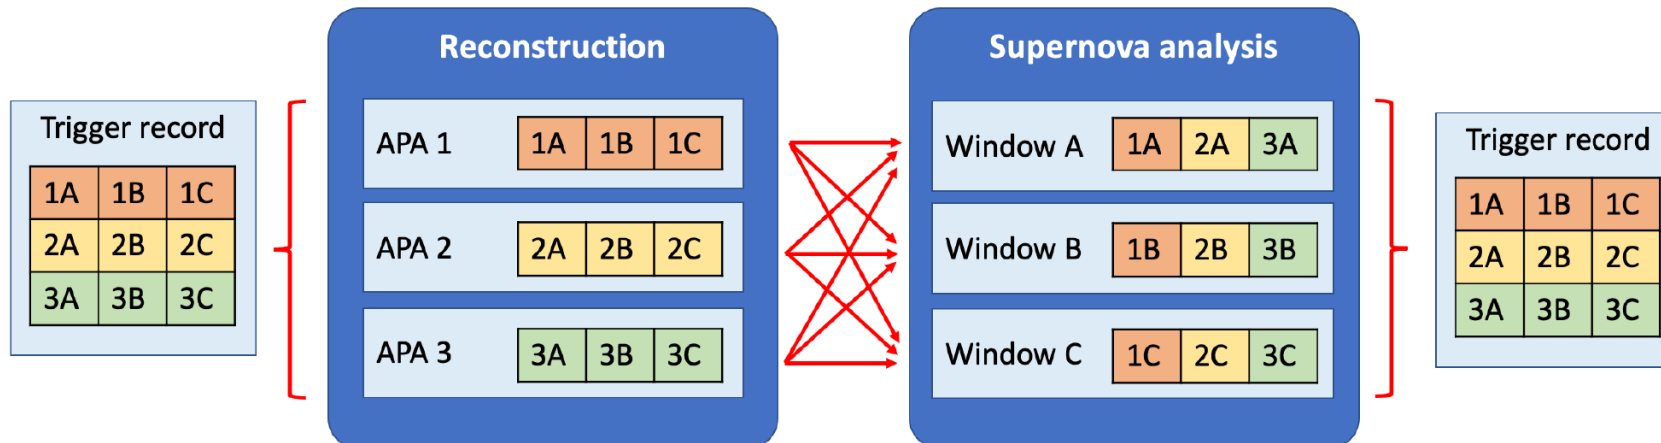 Trigger record
1A 1B 1C
2A 2B 2C
3A 3B 3C
Reconstruction
APA 1 1A 1B 1C
APA 2 2A 2B 2C
APA 3 3A 3B 3C
Supernova analysis
Window A 1A 2A 3A
Window B 1B 2B 3B
Window C 1C 2C 3C
Trigger record
1A 1B 1C
2A 2B 2C
3A 3B 3C